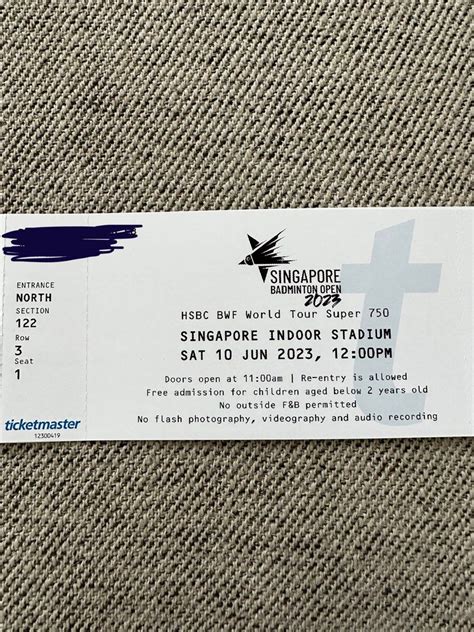 ENTRANCE
NORTH
SECTION
122
Row
3
Seat
1
ticketmaster
12300419
SINGAPORE
BADMINTON OPEN
2023
HSBC BWF World Tour Super 750
SINGAPORE INDOOR STADIUM
SAT 10 JUN 2023, 12:00PM
Doors open at 11:00am | Re-entry is allowed
Free admission for children aged below 2 years old
No outside F&B permitted
No flash photography, videography and audio recording
t